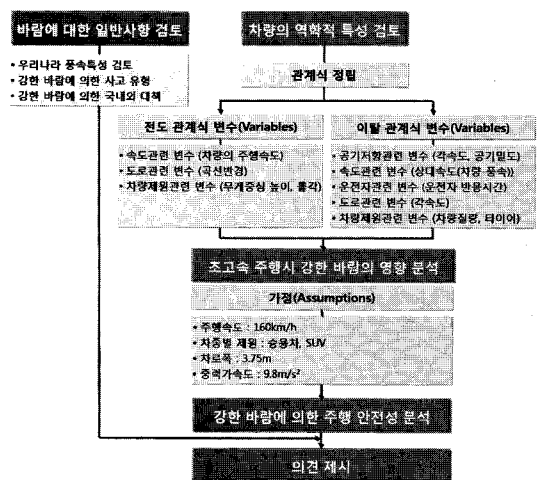 바람에 대한 일반사항 검토
• 우리나라 풍속특성 검토
• 강한 바람에 의한 사고 유형
• 강한 바람에 의한 국내외 대책
차량의 역학적 특성 검토
관계식 정립
전도 관계식 변수(Variables)
• 속도관련 변수 (차량의 주행속도)
• 도로관련 변수 (곡선반경)
• 차량제원관련 변수 (무게중심 높이, 롤각)
이탈 관계식 변수(Variables)
• 공기저항관련 변수 (각속도, 공기밀도)
• 속도관련 변수 (상대속도(차량 풍속))
• 운전자관련 변수 (운전자 반응시간)
• 도로관련 변수 (각속도)
• 차량제원관련 변수 (차량질량, 타이어)
초고속 주행시 강한 바람의 영향 분석
가정(Assumptions)
• 주행속도 : 160km/h
• 차종별 제원 : 승용차, SUV
• 차로폭 : 3.75m
• 중력가속도 : 9.8m/s²
강한 바람에 의한 주행 안전성 분석
의견 제시